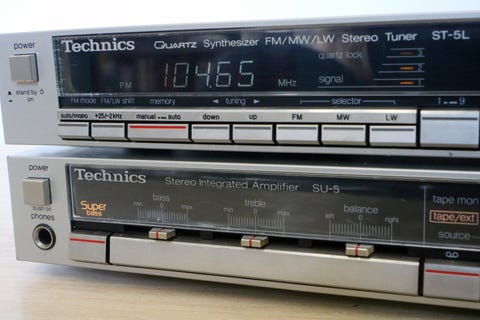 power
Technics QUARTZ Synthesizer FM/MW/LW Stereo Tuner ST-5L
quartz lock 3
FM 104.65 MHz 2
signal 1
stand by
on
FM mode FM/LW shift memory tuning selector 1 9
auto/mono +25/-2kHz manual auto down up FM MW LW
power
Technics Stereo Integrated Amplifier SU-5
push on
phones
Super bass
bass
min 0 max
treble
min 0 max
balance
left 0 right
tape mon
tape/ext
source